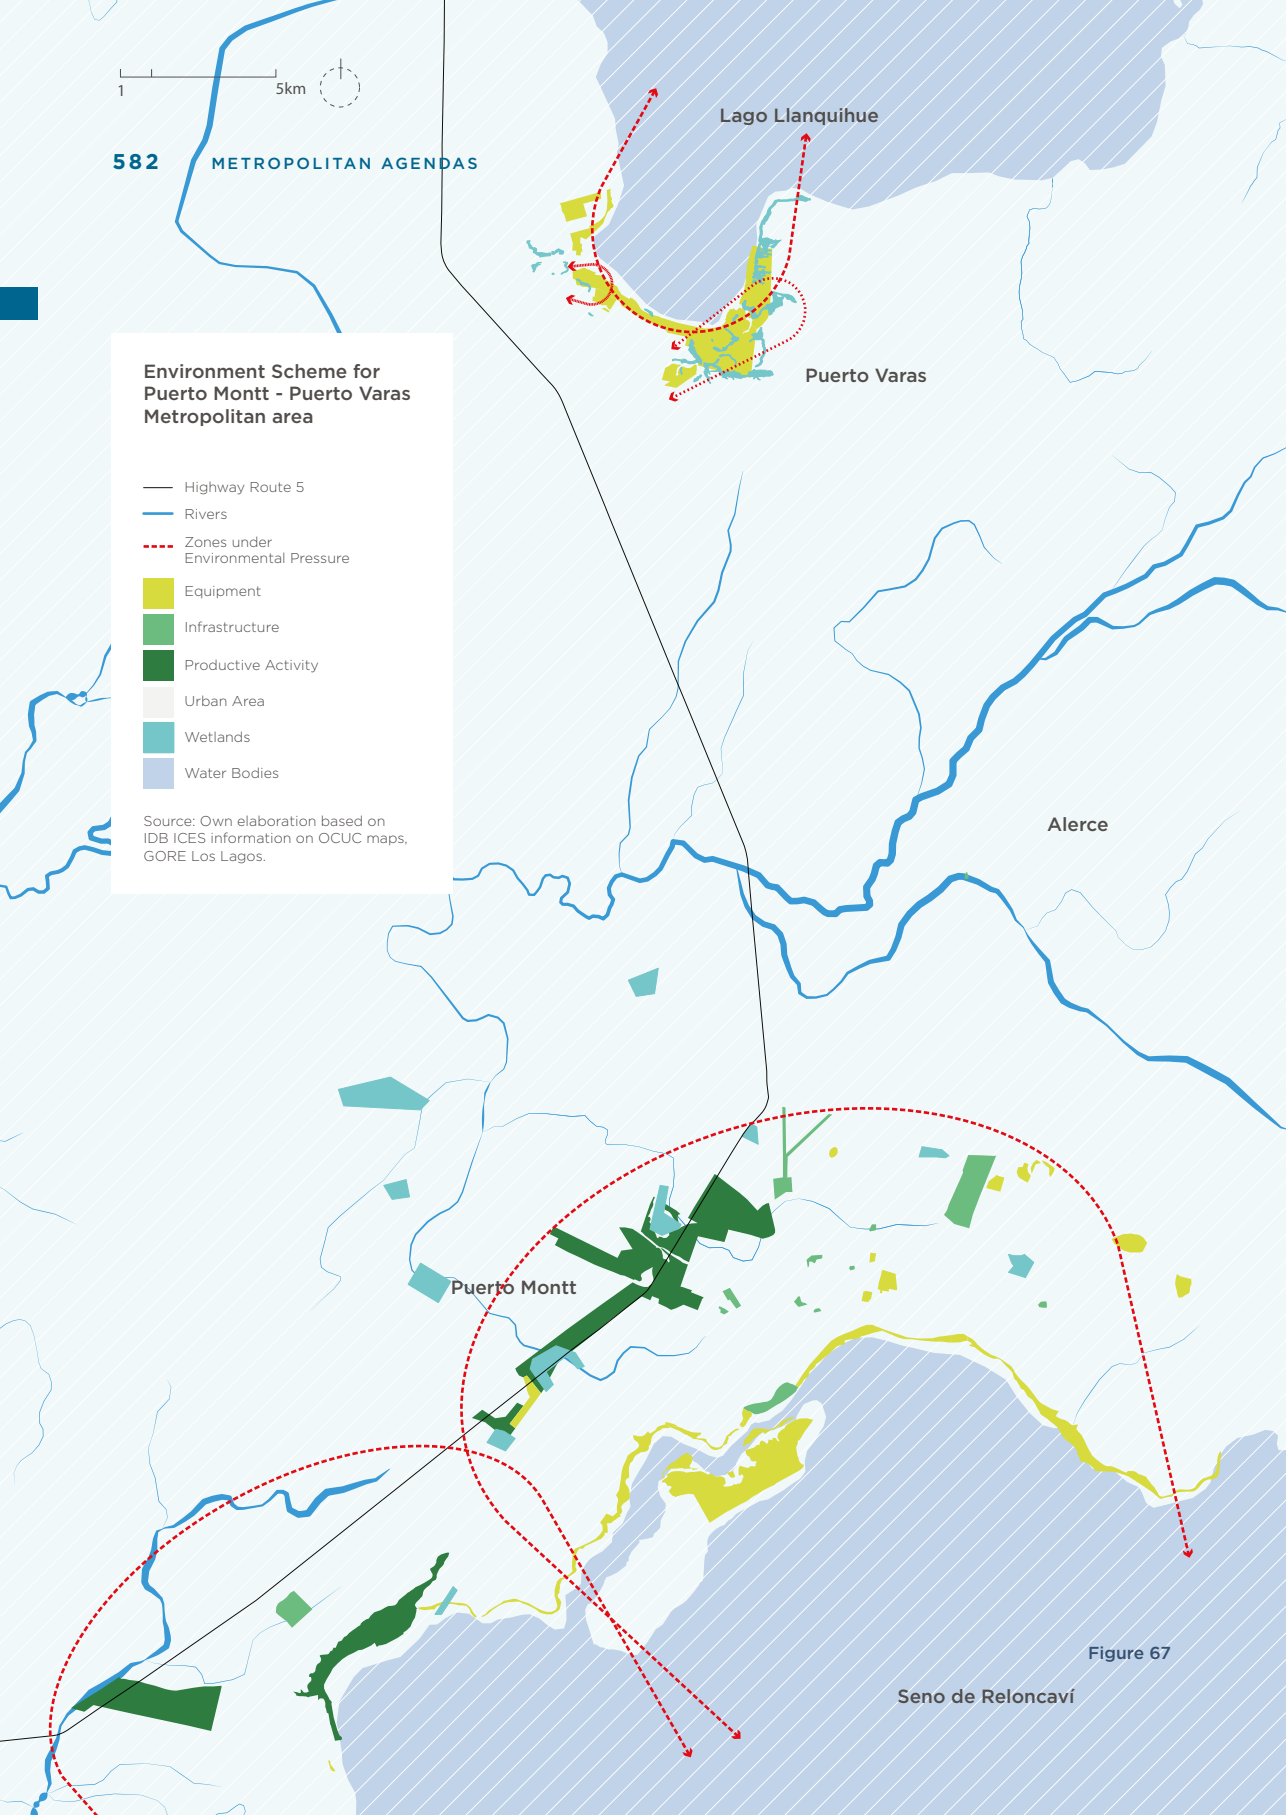 1
5km
582 METROPOLITAN AGENDAS
Lago Llanquihue
Puerto Varas
Environment Scheme for
Puerto Montt - Puerto Varas
Metropolitan area
Highway Route 5
Rivers
Zones under
Environmental Pressure
Equipment
Infrastructure
Productive Activity
Urban Area
Wetlands
Water Bodies
Source: Own elaboration based on
IDB ICES information on OCUC maps,
GORE Los Lagos.
Alerce
Puerto Montt
Figure 67
Seno de Reloncaví